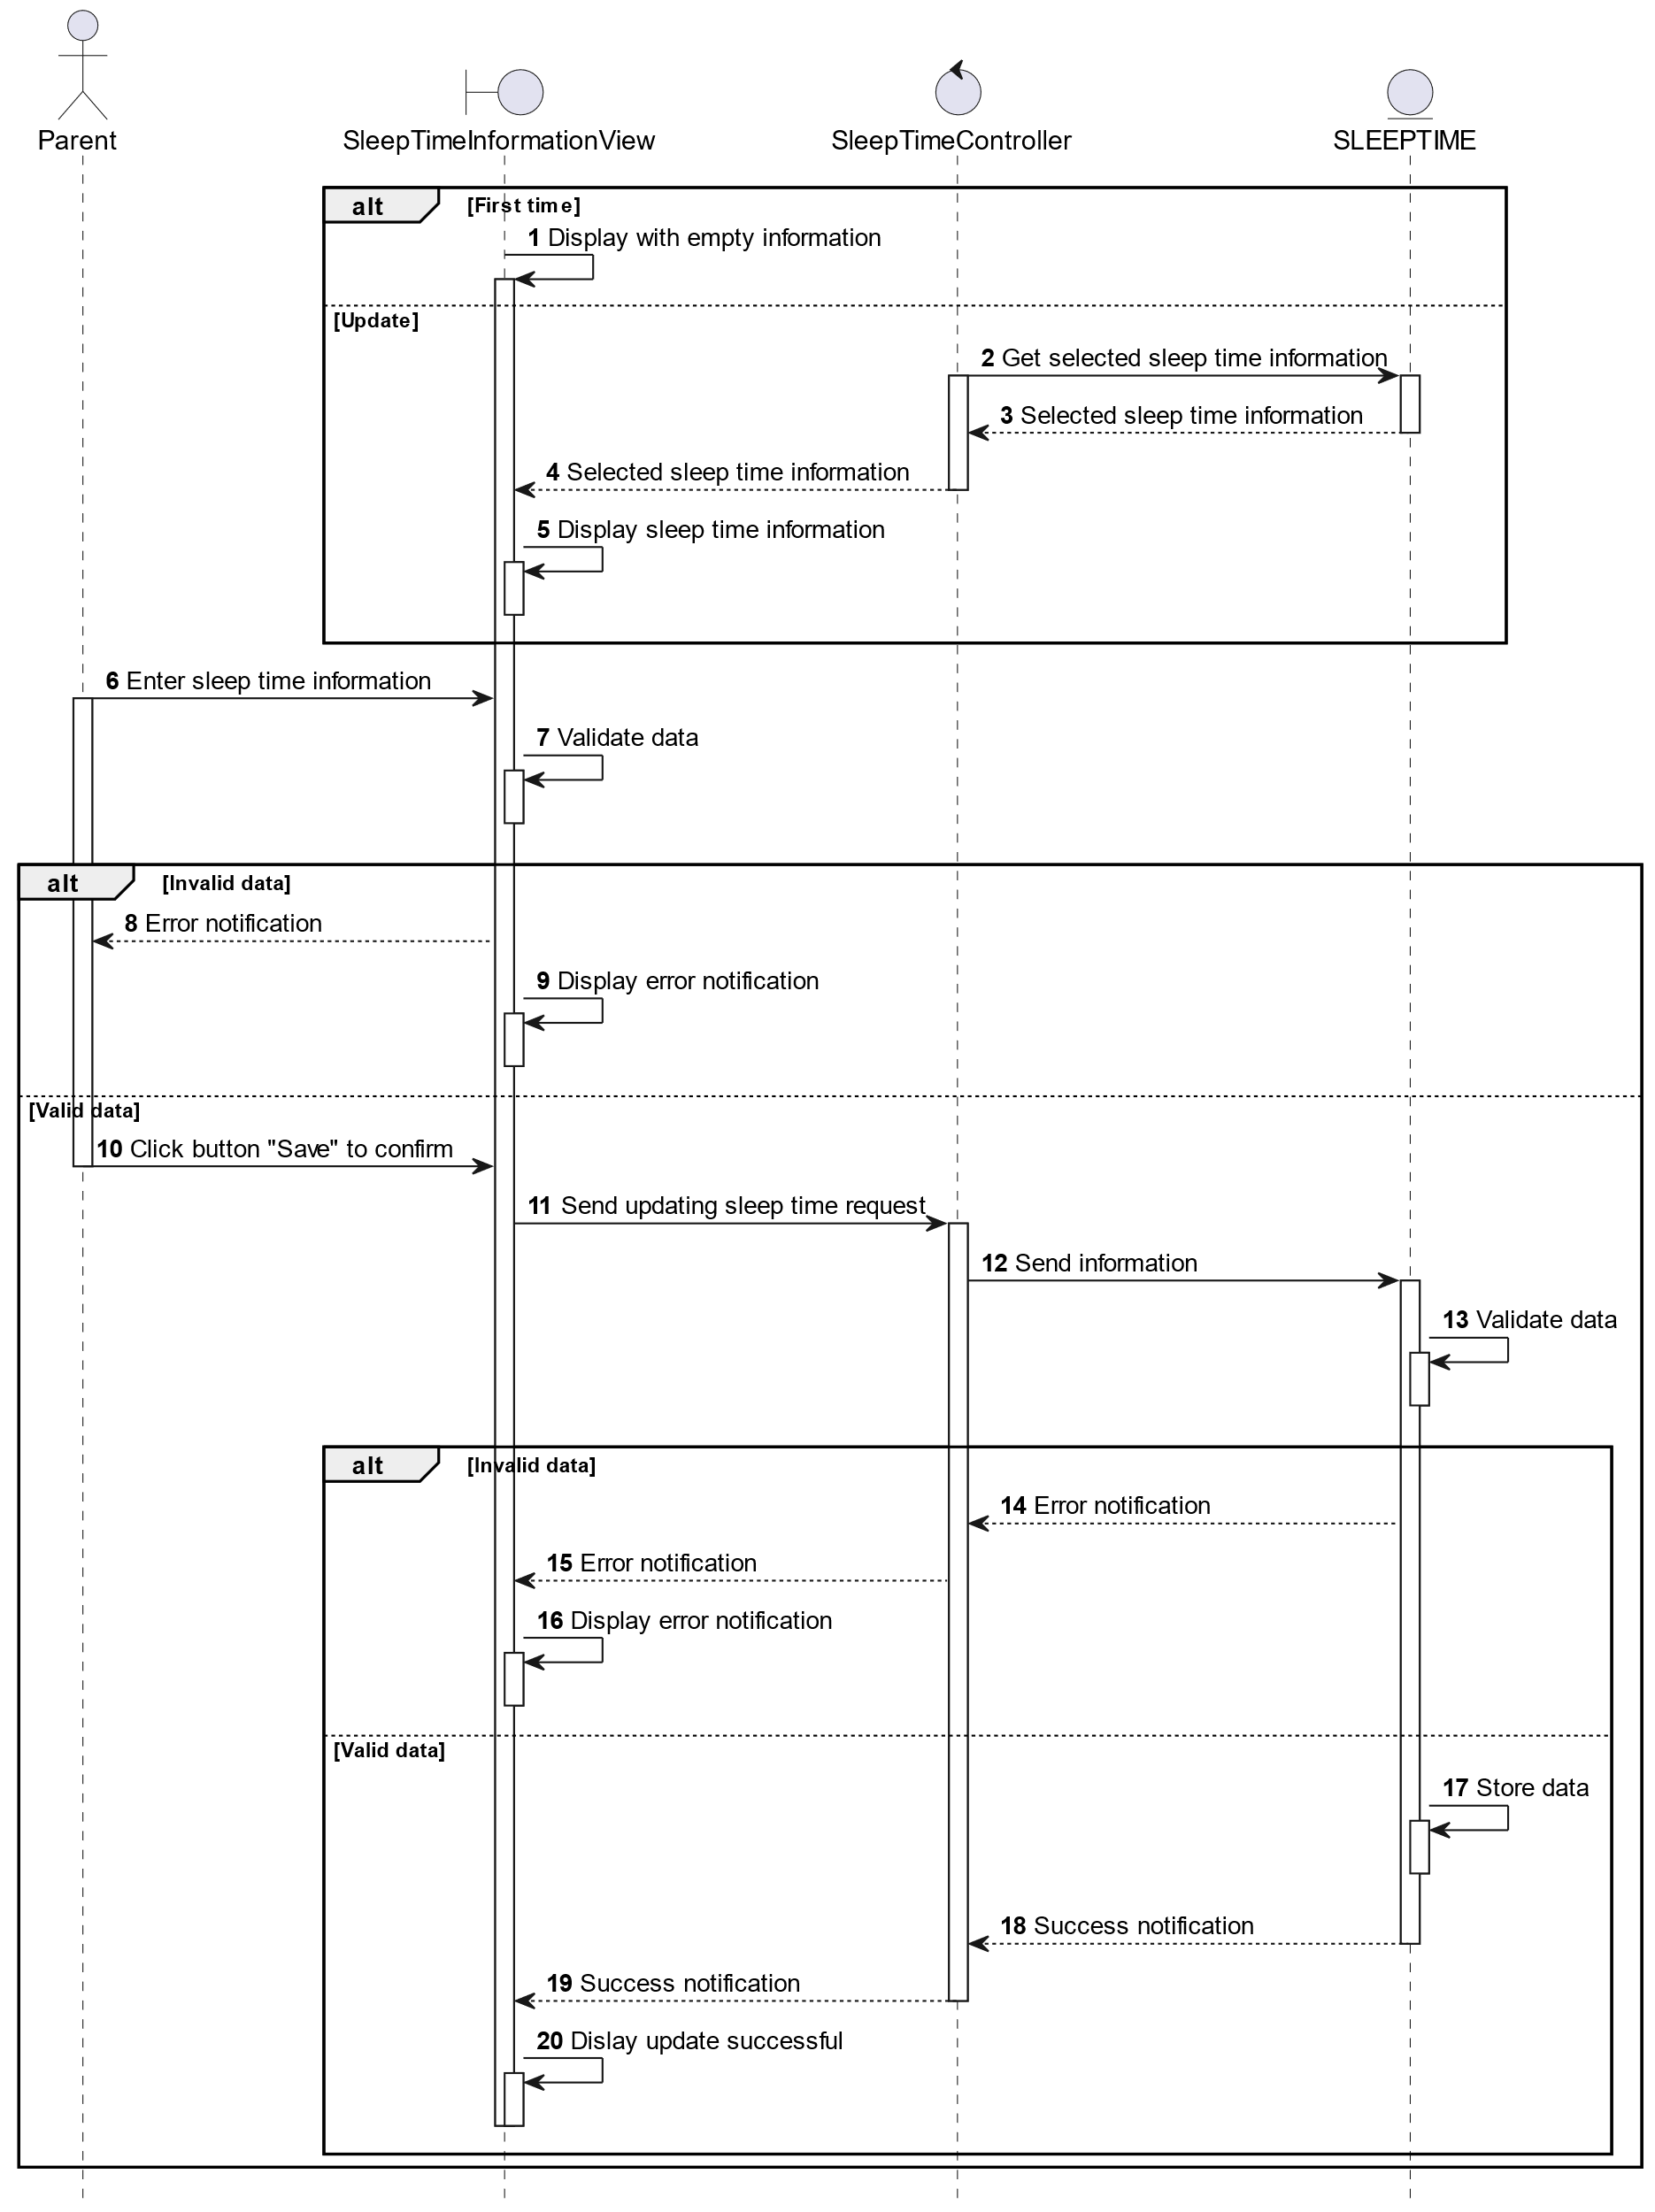 Parent
SleepTimeInformationView
SleepTimeController
SLEEPTIME
alt [First time]
1 Display with empty information
[Update]
2 Get selected sleep time information
3 Selected sleep time information
4 Selected sleep time information
5 Display sleep time information
6 Enter sleep time information
7 Validate data
alt [Invalid data]
8 Error notification
9 Display error notification
[Valid data]
10 Click button "Save" to confirm
11 Send updating sleep time request
12 Send information
13 Validate data
alt [Invalid data]
14 Error notification
15 Error notification
16 Display error notification
[Valid data]
17 Store data
18 Success notification
19 Success notification
20 Dislay update successful